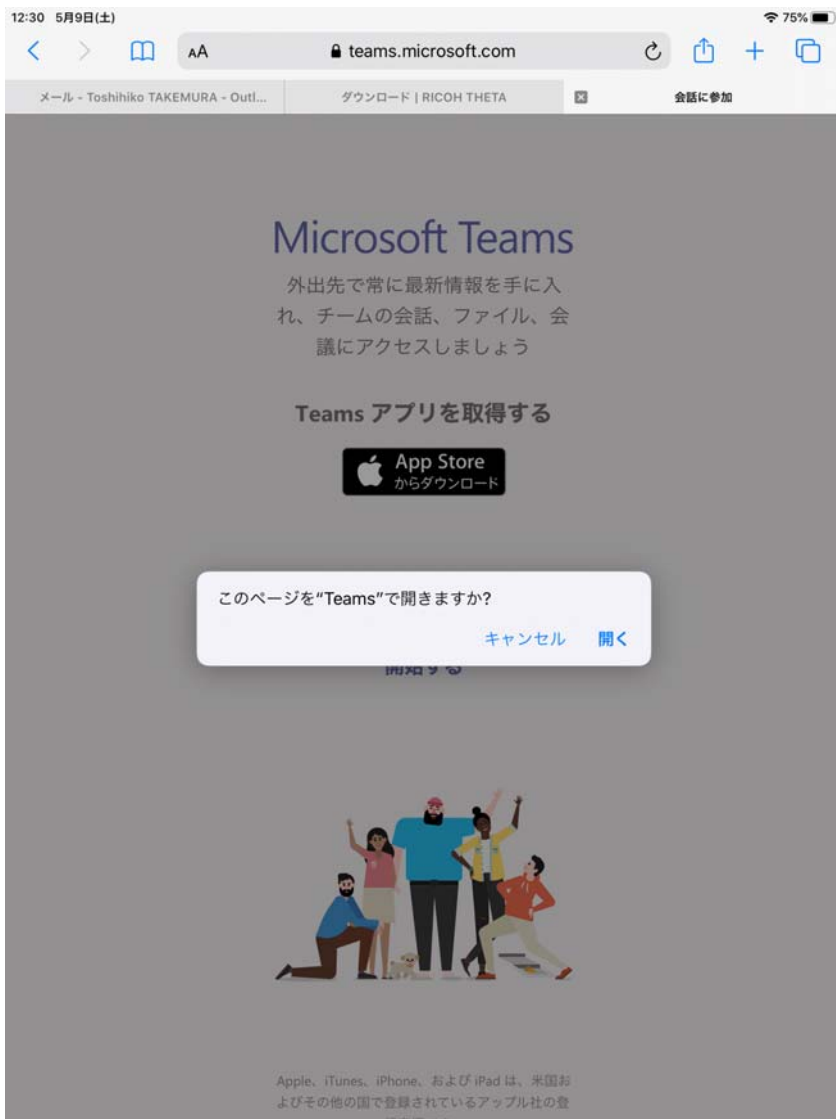 12:30 5月9日(土)
75%
AA
teams.microsoft.com
メール - Toshihiko TAKEMURA - Outl...
ダウンロード | RICOH THETA
会話に参加
Microsoft Teams
外出先で常に最新情報を手に入
れ、チームの会話、ファイル、会
議にアクセスしましょう
Teams アプリを取得する
App Store
からダウンロード
このページを“Teams”で開きますか?
キャンセル 開く
開始する
Apple、iTunes、iPhone、および iPad は、米国お
よびその他の国で登録されているアップル社の登